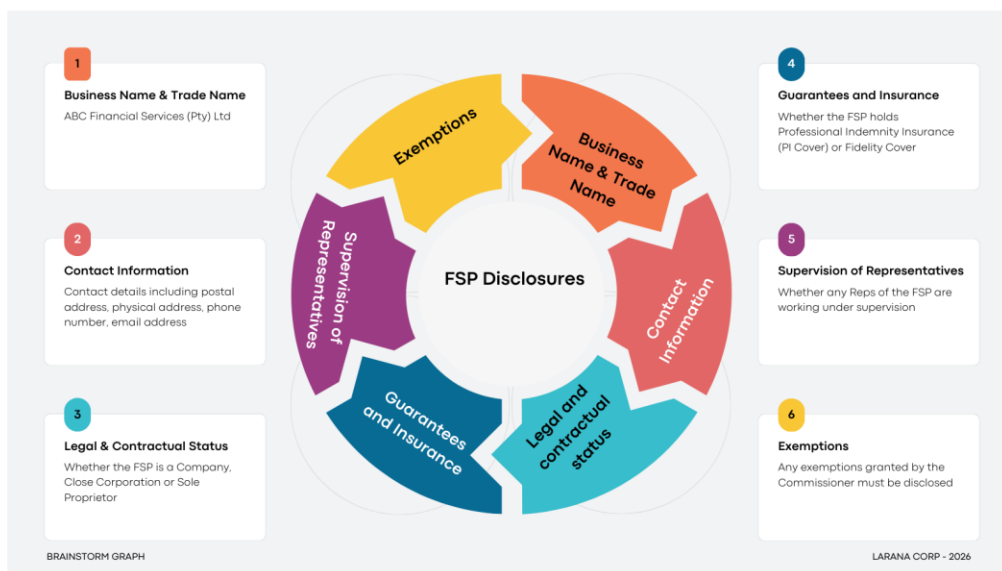 1
Business Name & Trade Name
ABC Financial Services (Pty) Ltd
2
Contact Information
Contact details including postal
address, physical address, phone
number, email address
3
Legal & Contractual Status
Whether the FSP is a Company,
Close Corporation or Sole
Proprietor
Exemptions
Business
Name & Trade
Name
Supervision of
Representatives
FSP Disclosures
Contact
Information
Guarantees
and Insurance
Legal and
contractual
status
4
Guarantees and Insurance
Whether the FSP holds
Professional Indemnity Insurance
(PI Cover) or Fidelity Cover
5
Supervision of Representatives
Whether any Reps of the FSP are
working under supervision
6
Exemptions
Any exemptions granted by the
Commissioner must be disclosed
BRAINSTORM GRAPH
LARANA CORP - 2026